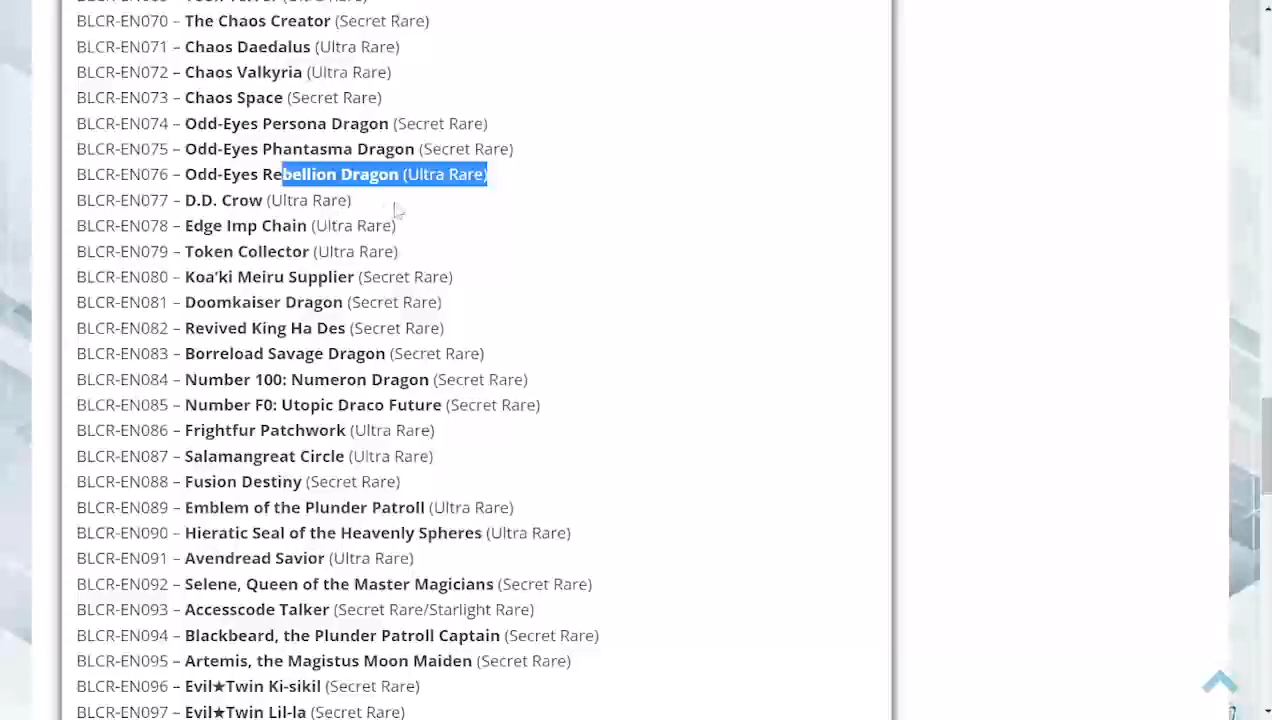 BLCR-EN070 – The Chaos Creator (Secret Rare)
BLCR-EN071 – Chaos Daedalus (Ultra Rare)
BLCR-EN072 – Chaos Valkyria (Ultra Rare)
BLCR-EN073 – Chaos Space (Secret Rare)
BLCR-EN074 – Odd-Eyes Persona Dragon (Secret Rare)
BLCR-EN075 – Odd-Eyes Phantasma Dragon (Secret Rare)
BLCR-EN076 – Odd-Eyes Rebellion Dragon (Ultra Rare)
BLCR-EN077 – D.D. Crow (Ultra Rare)
BLCR-EN078 – Edge Imp Chain (Ultra Rare)
BLCR-EN079 – Token Collector (Ultra Rare)
BLCR-EN080 – Koa'ki Meiru Supplier (Secret Rare)
BLCR-EN081 – Doomkaiser Dragon (Secret Rare)
BLCR-EN082 – Revived King Ha Des (Secret Rare)
BLCR-EN083 – Borreload Savage Dragon (Secret Rare)
BLCR-EN084 – Number 100: Numeron Dragon (Secret Rare)
BLCR-EN085 – Number F0: Utopic Draco Future (Secret Rare)
BLCR-EN086 – Frightfur Patchwork (Ultra Rare)
BLCR-EN087 – Salamangreat Circle (Ultra Rare)
BLCR-EN088 – Fusion Destiny (Secret Rare)
BLCR-EN089 – Emblem of the Plunder Patroll (Ultra Rare)
BLCR-EN090 – Hieratic Seal of the Heavenly Spheres (Ultra Rare)
BLCR-EN091 – Avendread Savior (Ultra Rare)
BLCR-EN092 – Selene, Queen of the Master Magicians (Secret Rare)
BLCR-EN093 – Accesscode Talker (Secret Rare/Starlight Rare)
BLCR-EN094 – Blackbeard, the Plunder Patroll Captain (Secret Rare)
BLCR-EN095 – Artemis, the Magistus Moon Maiden (Secret Rare)
BLCR-EN096 – Evil★Twin Ki-sikil (Secret Rare)
BLCR-EN097 – Evil★Twin Lil-la (Secret Rare)